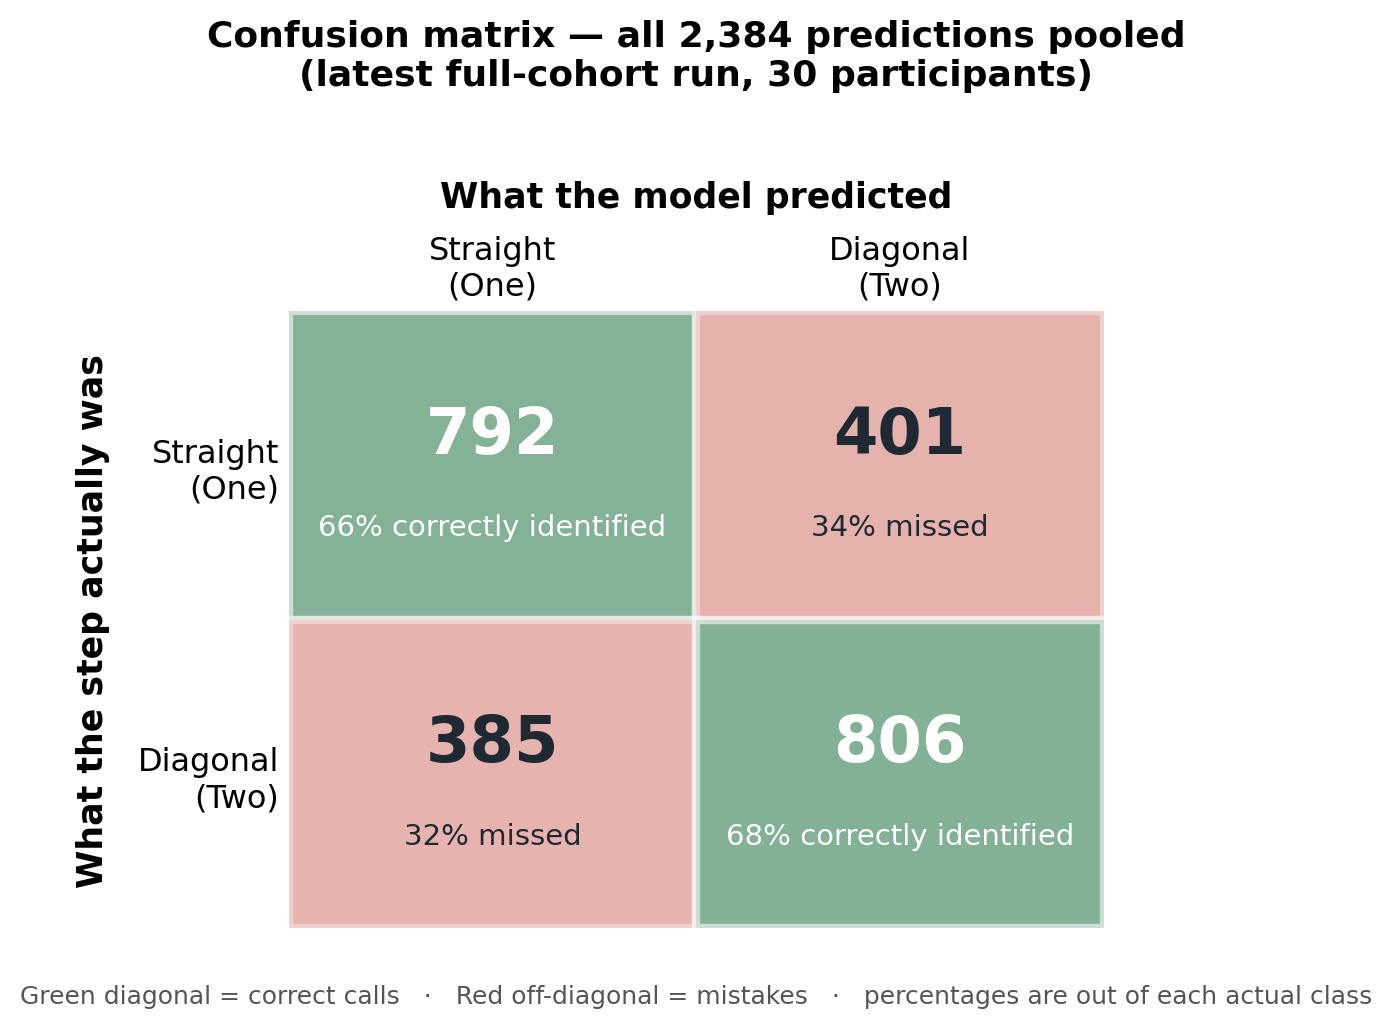 Confusion matrix — all 2,384 predictions pooled
(latest full-cohort run, 30 participants)
What the model predicted
Straight
(One)
Diagonal
(Two)
What the step actually was
Straight
(One)
792
66% correctly identified
401
34% missed
Diagonal
(Two)
385
32% missed
806
68% correctly identified
Green diagonal = correct calls · Red off-diagonal = mistakes · percentages are out of each actual class